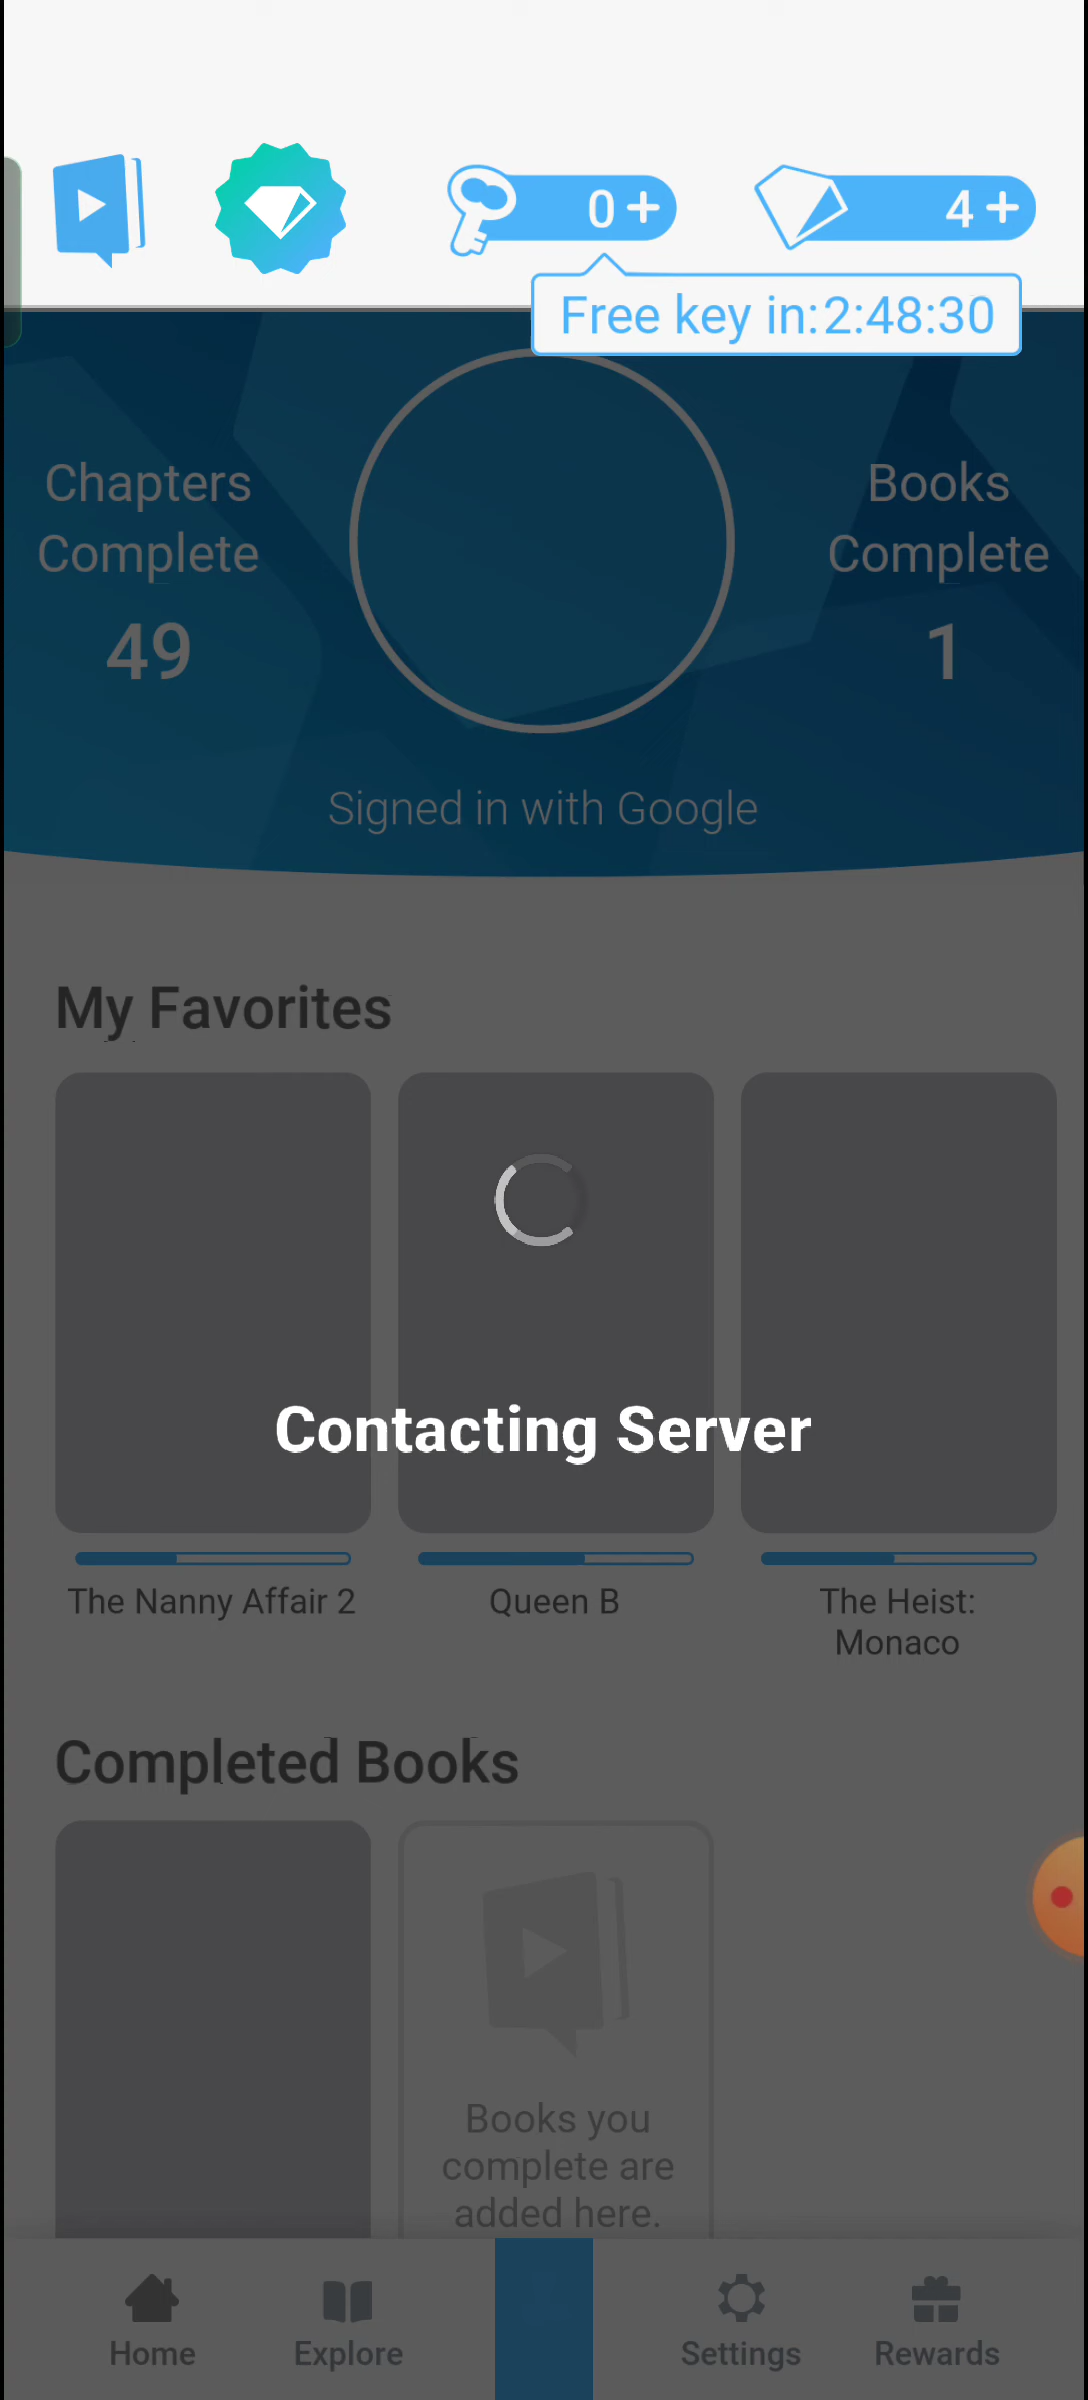 0 +
4 +
Free key in: 2:48:30
Chapters
Complete
49
Books
Complete
1
Signed in with Google
My Favorites
Contacting Server
The Nanny Affair 2
Queen B
The Heist:
Monaco
Completed Books
Books you
complete are
added here.
Home
Explore
Settings
Rewards